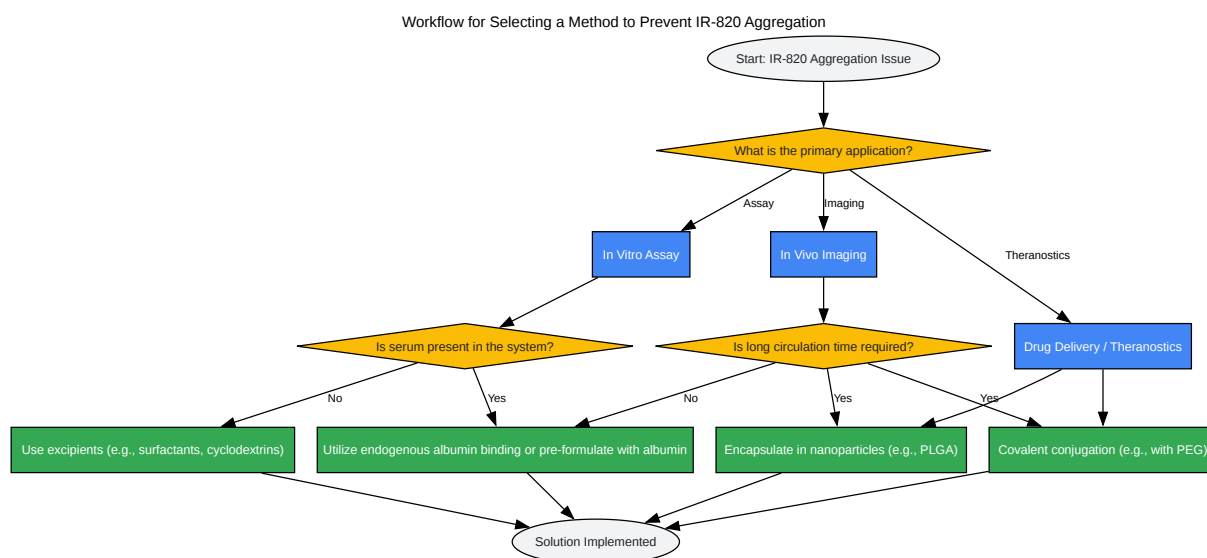 Workflow for Selecting a Method to Prevent IR-820 Aggregation
Start: IR-820 Aggregation Issue
What is the primary application?
Assay
Imaging
Theranostics
In Vitro Assay
In Vivo Imaging
Is serum present in the system?
Is long circulation time required?
Drug Delivery / Theranostics
No
Yes
No
Yes
Yes
Use excipients (e.g., surfactants, cyclodextrins)
Utilize endogenous albumin binding or pre-formulate with albumin
Encapsulate in nanoparticles (e.g., PLGA)
Covalent conjugation (e.g., with PEG)
Solution Implemented